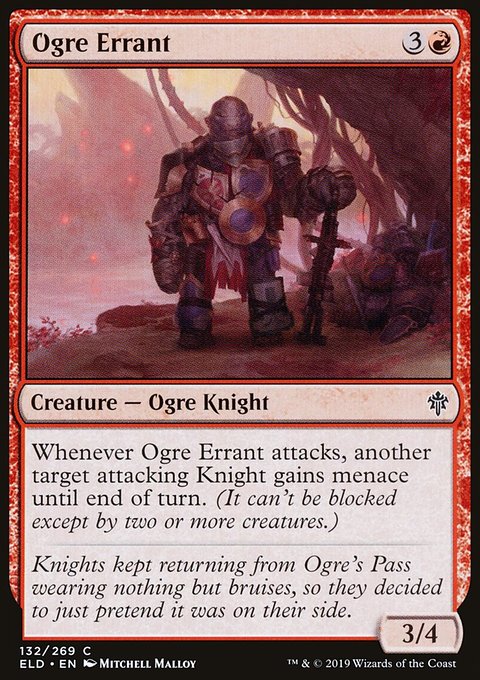 Ogre Errant 3
Creature — Ogre Knight
Whenever Ogre Errant attacks, another
target attacking Knight gains menace
until end of turn. (It can't be blocked
except by two or more creatures.)
Knights kept returning from Ogre's Pass
wearing nothing but bruises, so they decided
to just pretend it was on their side.
3/4
132/269 C
ELD • EN Mitchell Malloy ™ & © 2019 Wizards of the Coast